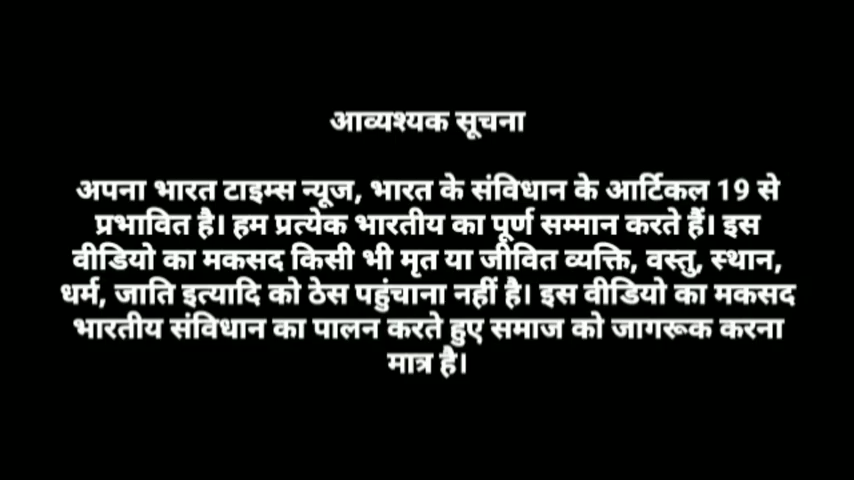 आव्यश्यक सूचना
अपना भारत टाइम्स न्यूज, भारत के संविधान के आर्टिकल 19 से
प्रभावित है। हम प्रत्येक भारतीय का पूर्ण सम्मान करते हैं। इस
वीडियो का मकसद किसी भी मृत या जीवित व्यक्ति, वस्तु, स्थान,
धर्म, जाति इत्यादि को ठेस पहुंचाना नहीं है। इस वीडियो का मकसद
भारतीय संविधान का पालन करते हुए समाज को जागरूक करना
मात्र है।